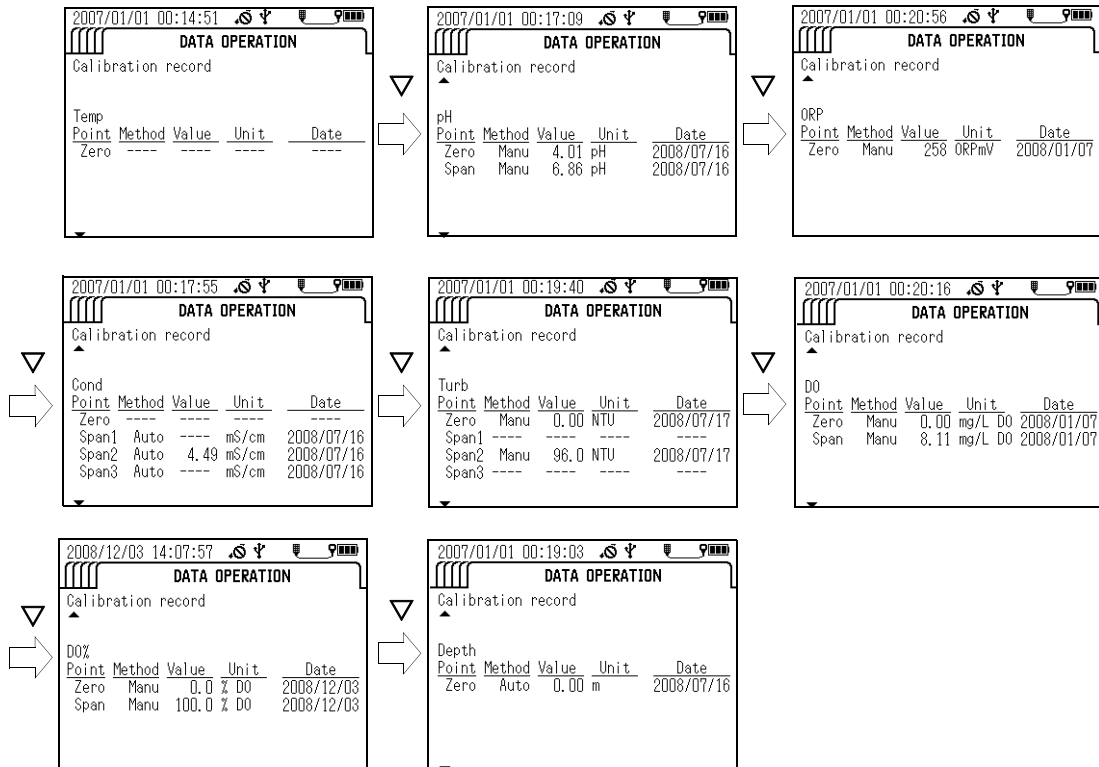 2007/01/01 00:14:51
DATA OPERATION
Calibration record
Temp
Point Method Value Unit Date
Zero ---- ---- ---- ----
2007/01/01 00:17:09
DATA OPERATION
Calibration record
pH
Point Method Value Unit Date
Zero Manu 4.01 pH 2008/07/16
Span Manu 6.86 pH 2008/07/16
2007/01/01 00:20:56
DATA OPERATION
Calibration record
ORP
Point Method Value Unit Date
Zero Manu 258 ORPmV 2008/01/07
2007/01/01 00:17:55
DATA OPERATION
Calibration record
Cond
Point Method Value Unit Date
Zero ---- ---- ---- ----
Span1 Auto ---- mS/cm 2008/07/16
Span2 Auto 4.49 mS/cm 2008/07/16
Span3 Auto ---- mS/cm 2008/07/16
2007/01/01 00:19:40
DATA OPERATION
Calibration record
Turb
Point Method Value Unit Date
Zero Manu 0.00 NTU 2008/07/17
Span1 ---- ---- ---- ----
Span2 Manu 96.0 NTU 2008/07/17
Span3 ---- ---- ---- ----
2007/01/01 00:20:16
DATA OPERATION
Calibration record
DO
Point Method Value Unit Date
Zero Manu 0.00 mg/L DO 2008/01/07
Span Manu 8.11 mg/L DO 2008/01/07
2008/12/03 14:07:57
DATA OPERATION
Calibration record
DO%
Point Method Value Unit Date
Zero Manu 0.0 % DO 2008/12/03
Span Manu 100.0 % DO 2008/12/03
2007/01/01 00:19:03
DATA OPERATION
Calibration record
Depth
Point Method Value Unit Date
Zero Auto 0.00 m 2008/07/16